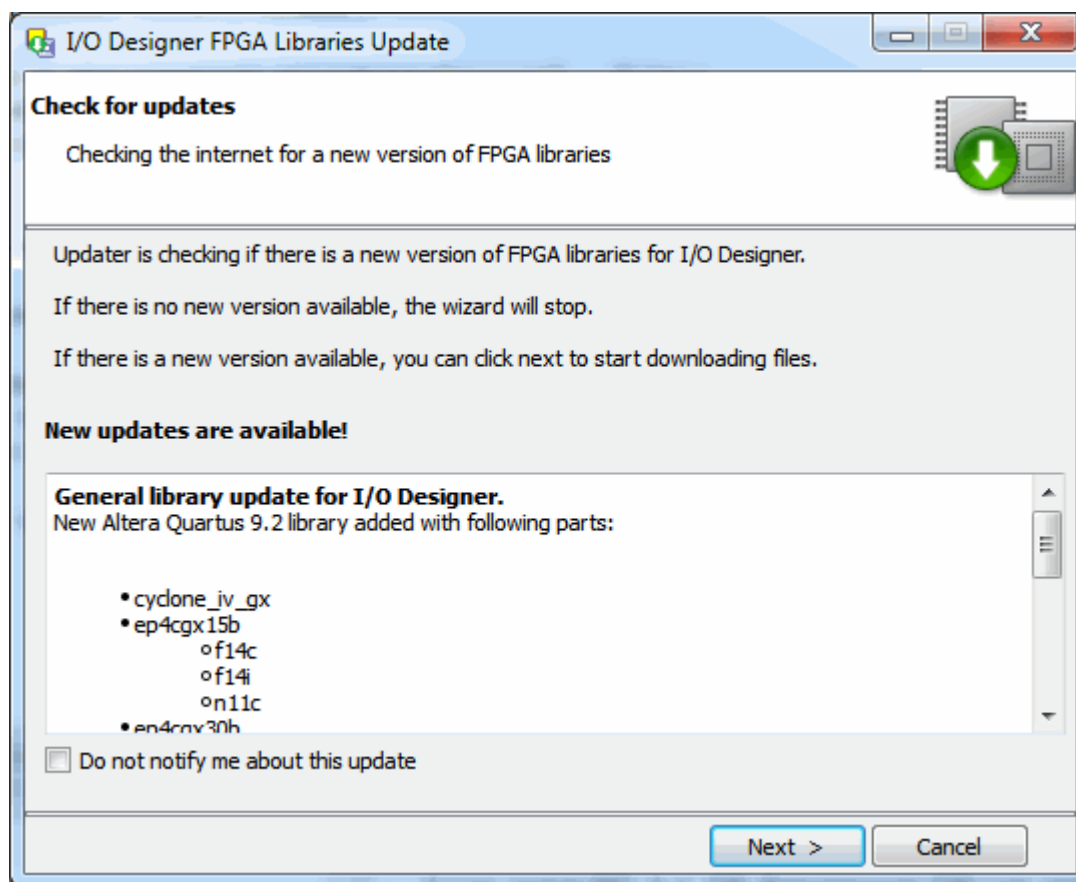 I/O Designer FPGA Libraries Update
Check for updates
Checking the internet for a new version of FPGA libraries
Updater is checking if there is a new version of FPGA libraries for I/O Designer.
If there is no new version available, the wizard will stop.
If there is a new version available, you can click next to start downloading files.
New updates are available!
General library update for I/O Designer.
New Altera Quartus 9.2 library added with following parts:
cyclone_iv_gx
ep4cgx15b
f14c
f14i
n11c
ep4cgx30b
Do not notify me about this update
Next >
Cancel